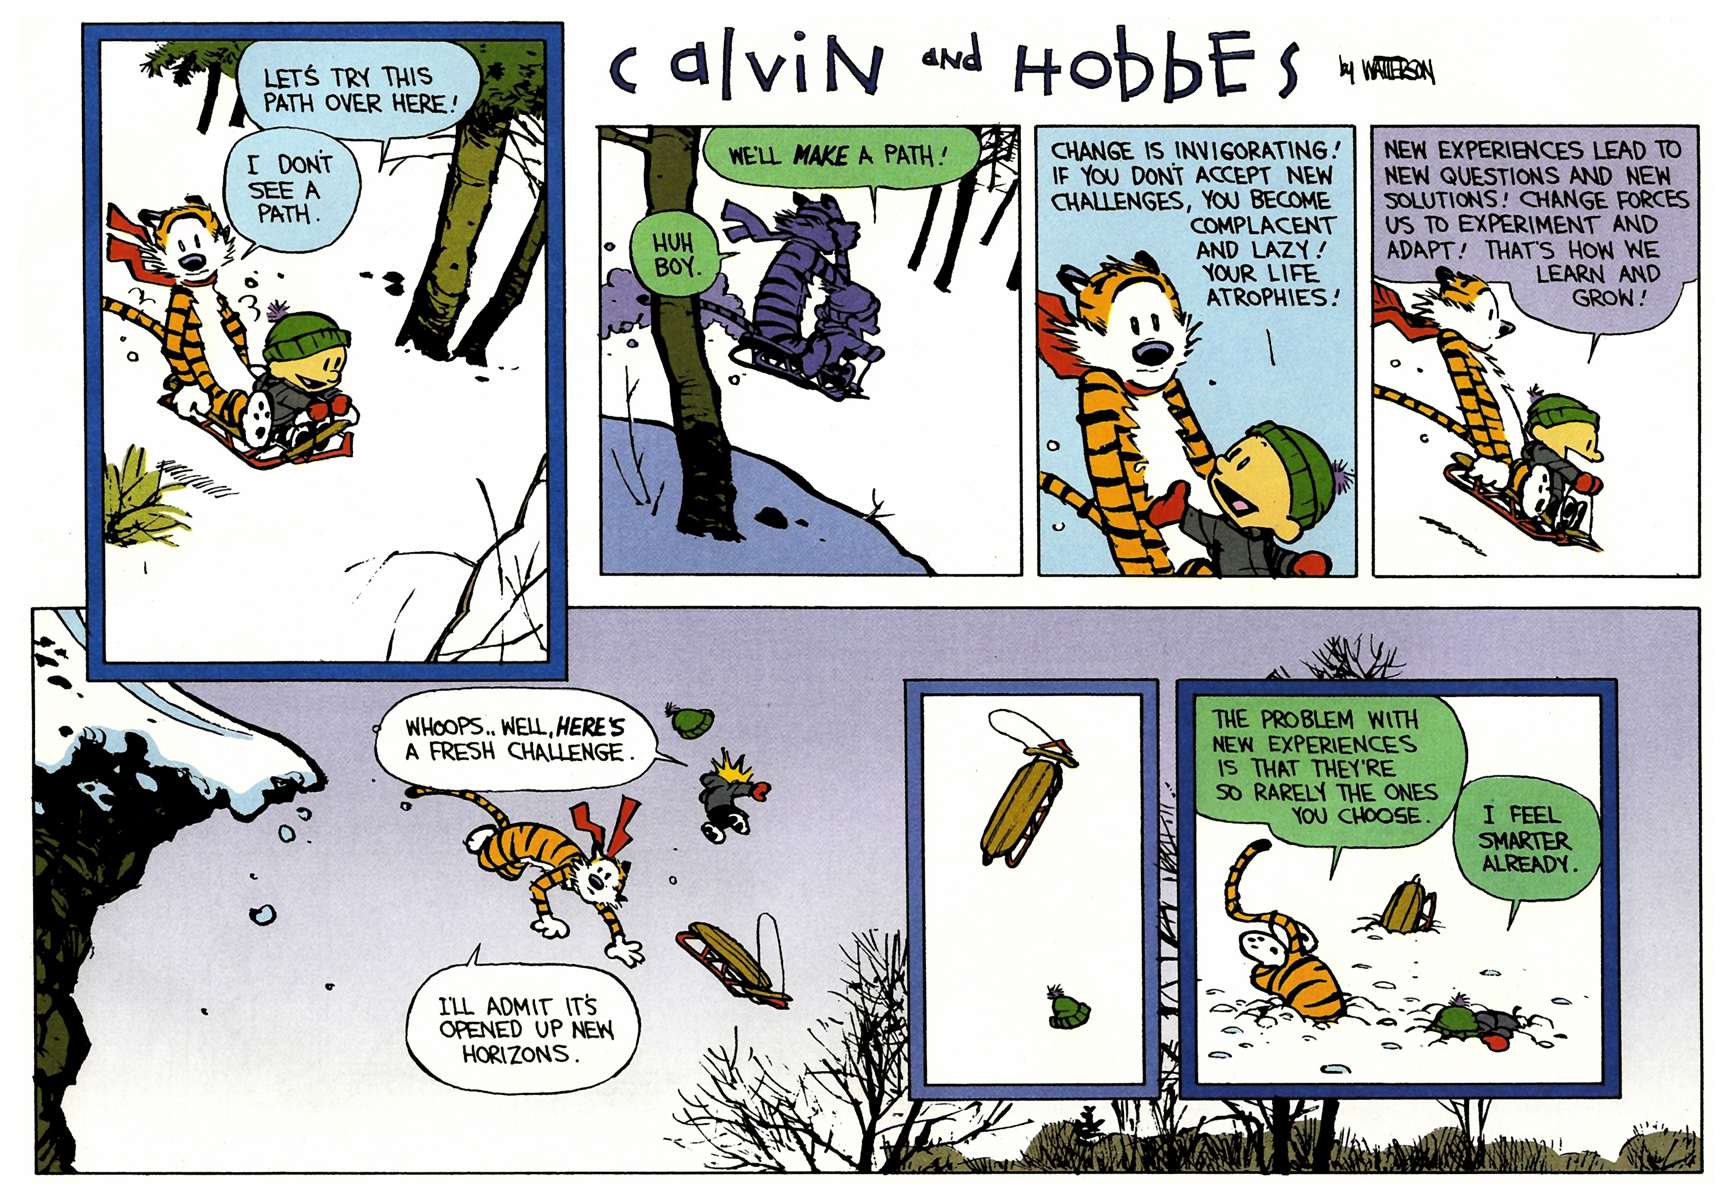 CALVIN AND HOBBES by WATTERSON
LET'S TRY THIS
PATH OVER HERE!
I DON'T
SEE A
PATH.
WE'LL MAKE A PATH!
HUH
BOY.
CHANGE IS INVIGORATING!
IF YOU DON'T ACCEPT NEW
CHALLENGES, YOU BECOME
COMPLACENT
AND LAZY!
YOUR LIFE
ATROPHIES!
NEW EXPERIENCES LEAD TO
NEW QUESTIONS AND NEW
SOLUTIONS! CHANGE FORCES
US TO EXPERIMENT AND
ADAPT! THAT'S HOW WE
LEARN AND
GROW!
WHOOPS.. WELL, HERE'S
A FRESH CHALLENGE.
I'LL ADMIT IT'S
OPENED UP NEW
HORIZONS.
THE PROBLEM WITH
NEW EXPERIENCES
IS THAT THEY'RE
SO RARELY THE ONES
YOU CHOOSE.
I FEEL
SMARTER
ALREADY.